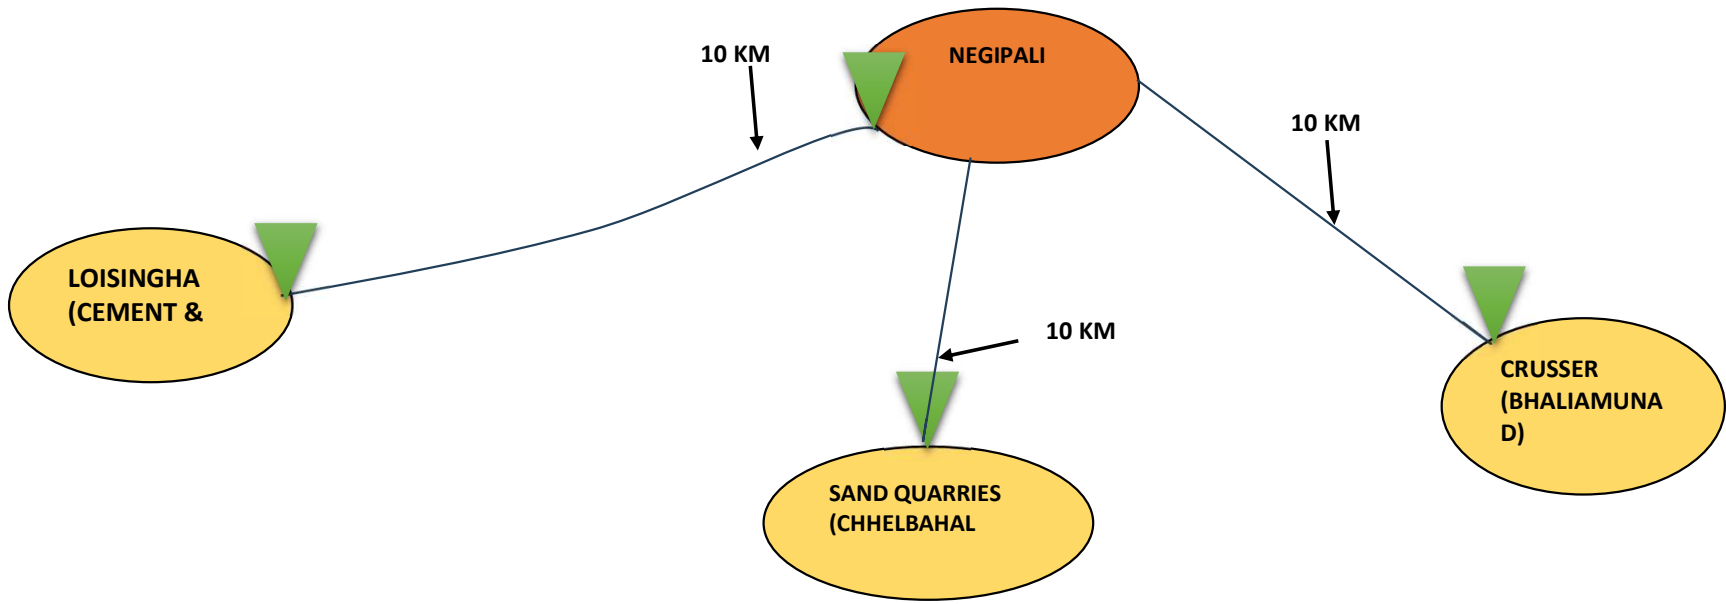 NEGIPALI
10 KM
10 KM
LOISINGHA
(CEMENT &
10 KM
CRUSSER
(BHALIAMUNA
D)
SAND QUARRIES
(CHHELBAHAL